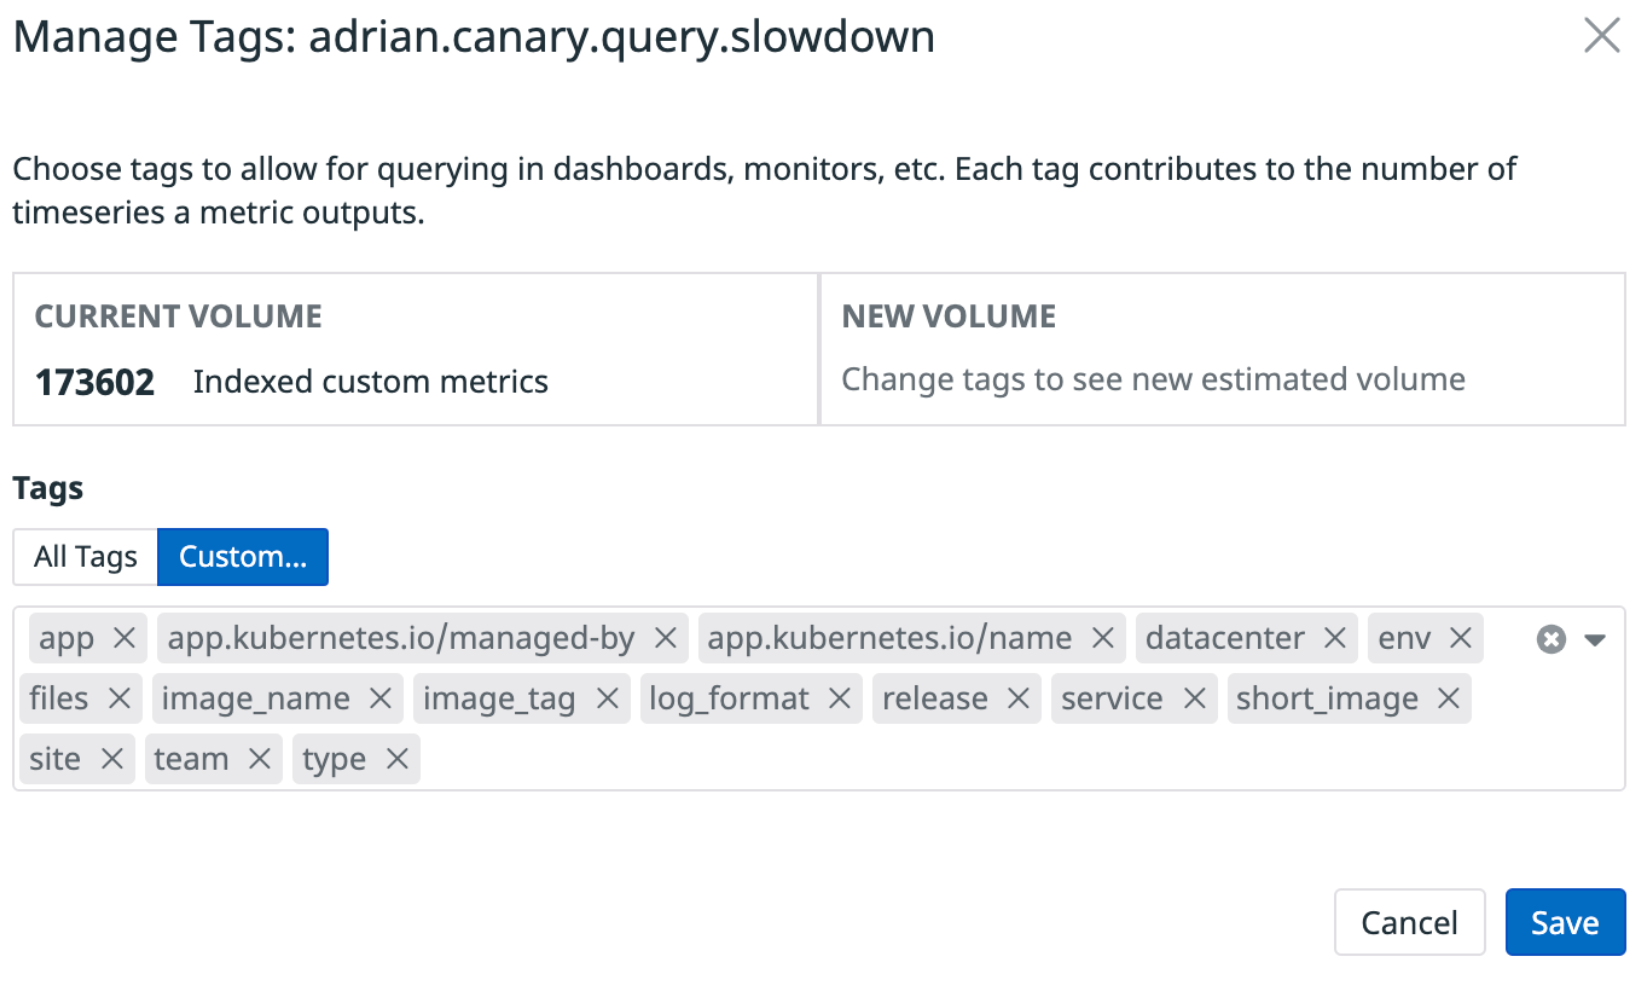 Manage Tags: adrian.canary.query.slowdown
Choose tags to allow for querying in dashboards, monitors, etc. Each tag contributes to the number of
timeseries a metric outputs.
CURRENT VOLUME
173602 Indexed custom metrics
NEW VOLUME
Change tags to see new estimated volume
Tags
All Tags Custom...
app app.kubernetes.io/managed-by app.kubernetes.io/name datacenter env
files image_name image_tag log_format release service short_image
site team type
Cancel Save